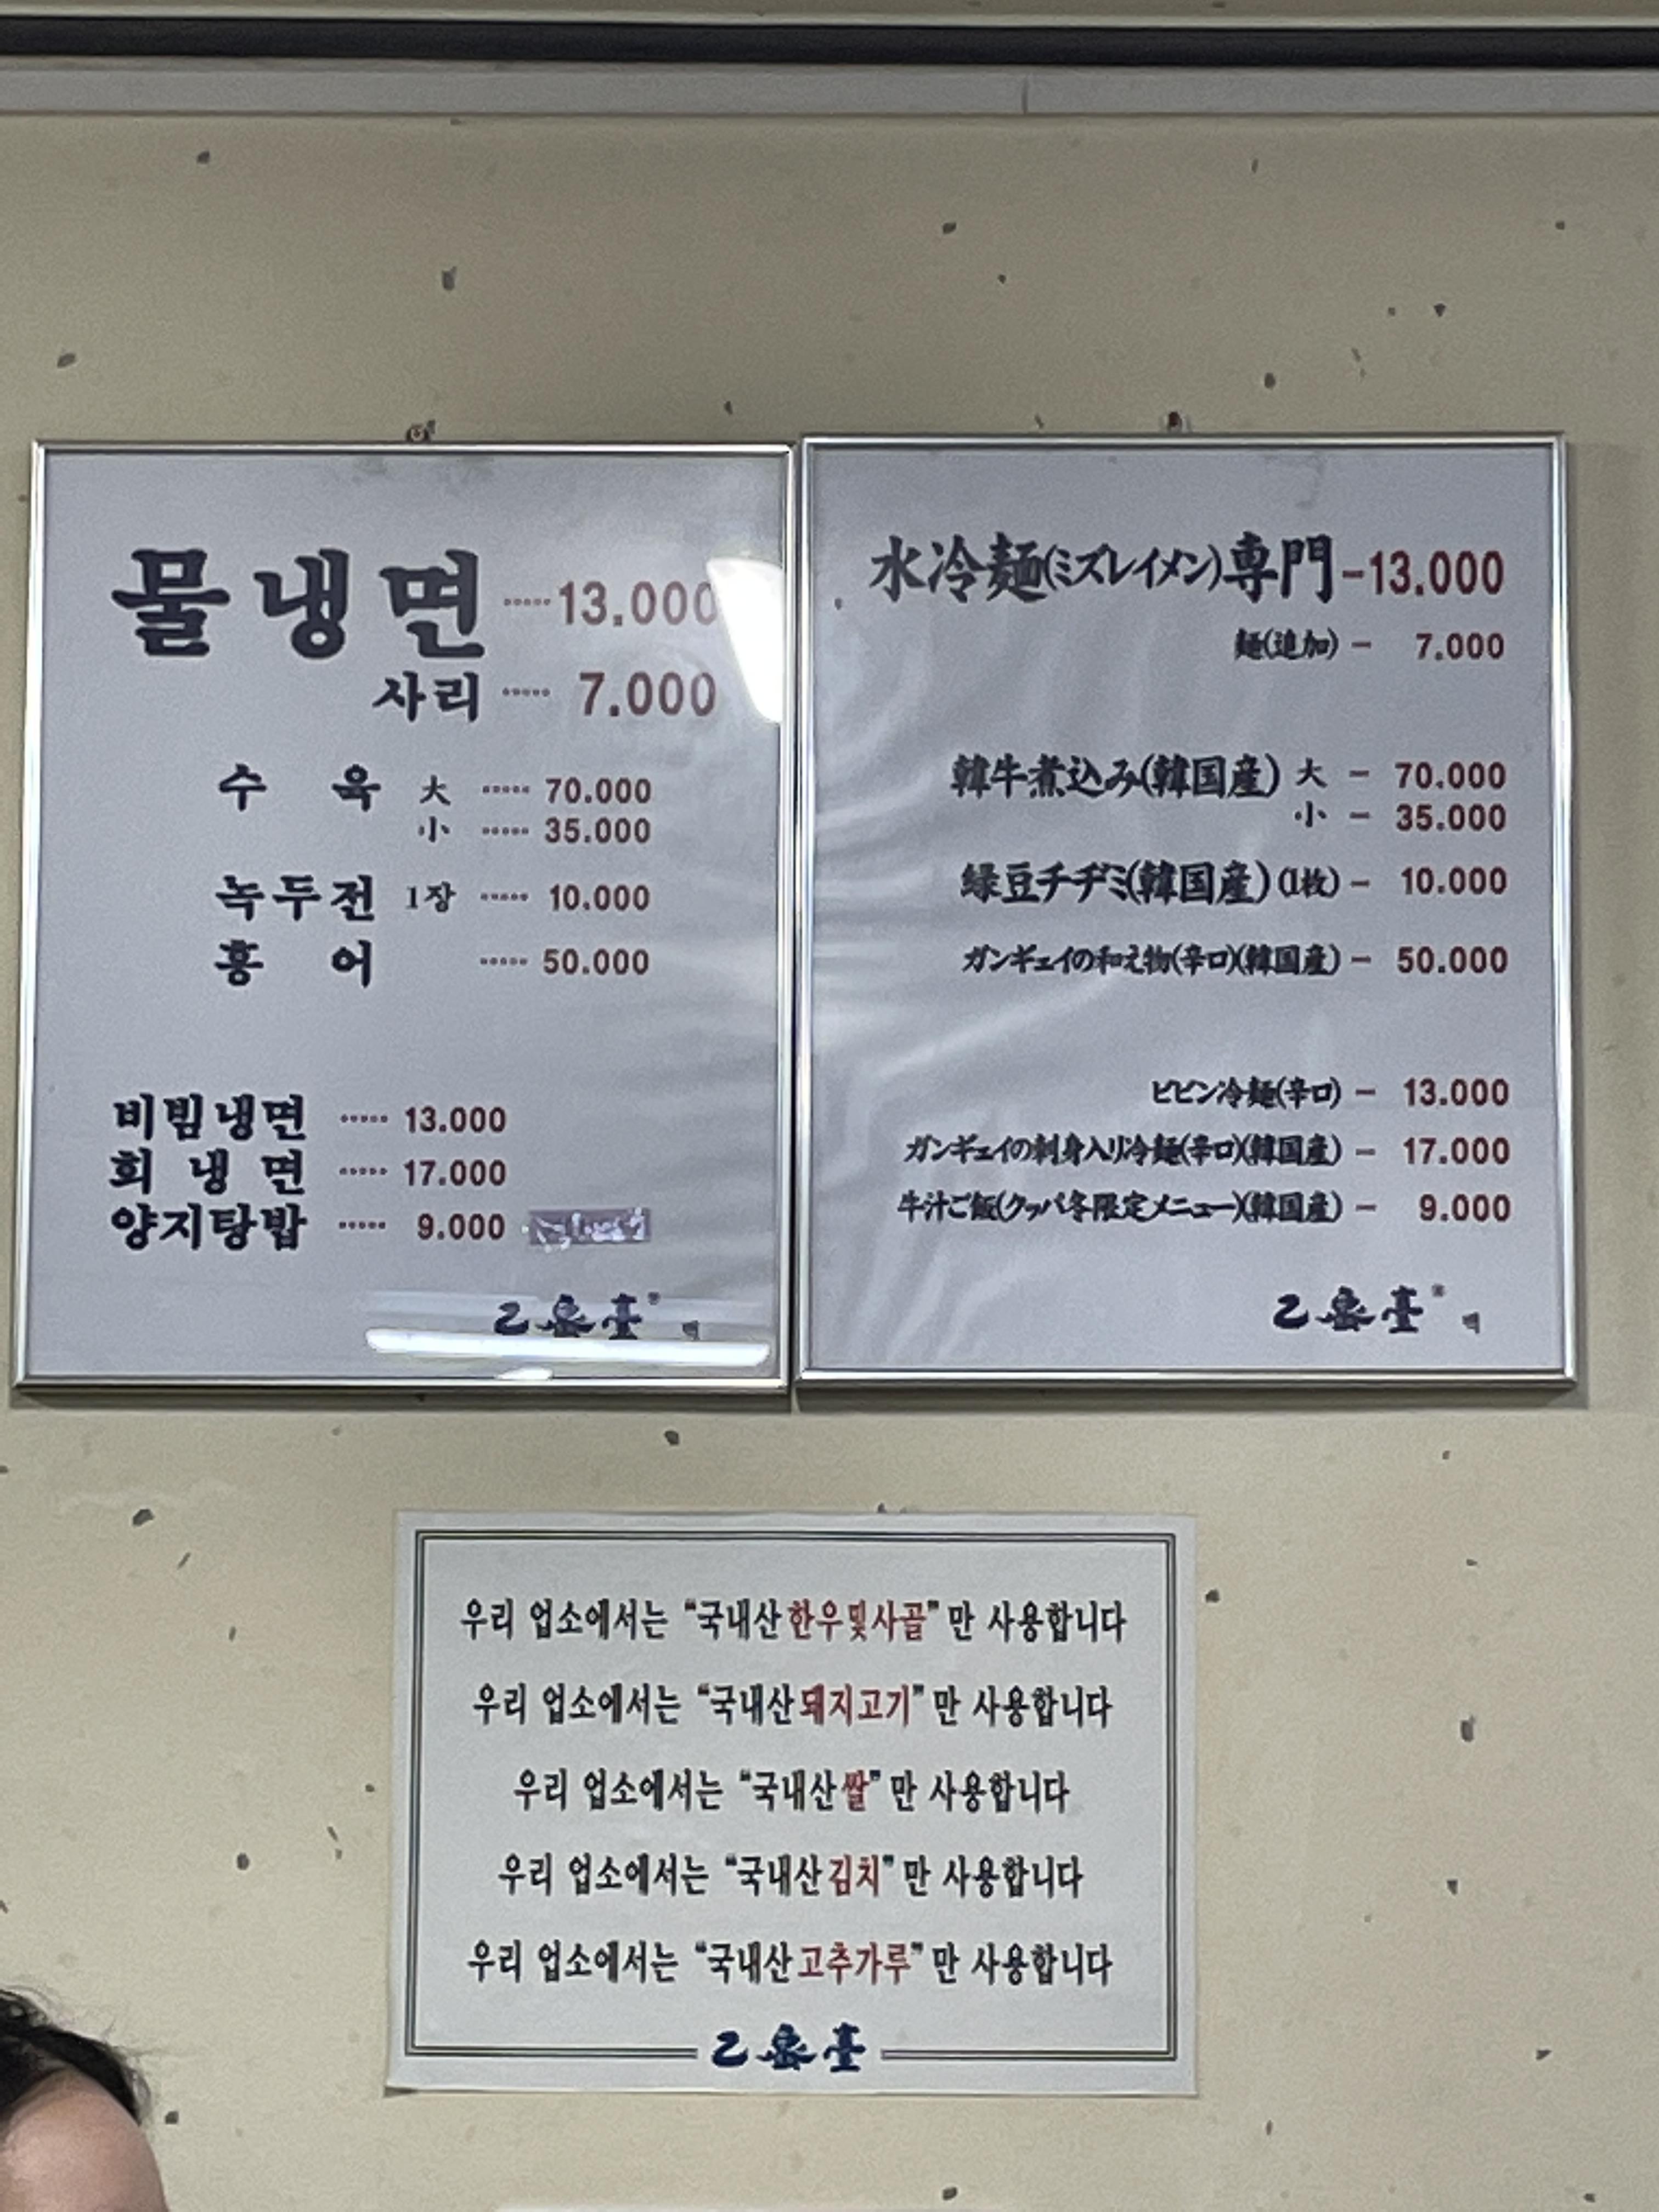 물냉면 ····· 13.000
사리 ····· 7.000
수 육 大 ····· 70.000
小 ····· 35.000
녹두전 1장 ····· 10.000
홍 어 ····· 50.000
비빔냉면 ····· 13.000
회 냉 면 ····· 17.000
양지탕밥 ····· 9.000
乙密臺®
水冷麺(ミズレイメン)専門-13.000
麺(追加) - 7.000
韓牛煮込み(韓国産) 大 - 70.000
小 - 35.000
緑豆チヂミ(韓国産)(1枚) - 10.000
ガンギェイの和え物(辛口)(韓国産) - 50.000
ビビン冷麺(辛口) - 13.000
ガンギェイの刺身入り冷麺(辛口)(韓国産) - 17.000
牛汁ご飯(クッパ冬限定メニュー)(韓国産) - 9.000
乙密臺®
우리 업소에서는 “국내산한우및사골”만 사용합니다
우리 업소에서는 “국내산돼지고기”만 사용합니다
우리 업소에서는 “국내산쌀”만 사용합니다
우리 업소에서는 “국내산김치”만 사용합니다
우리 업소에서는 “국내산고추가루”만 사용합니다
乙密臺